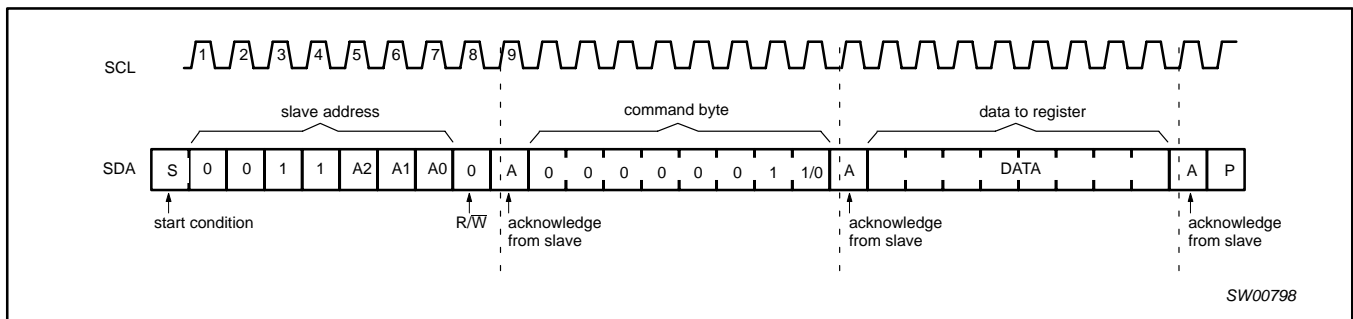 SCL 1 2 3 4 5 6 7 8 9
slave address command byte data to register
SDA S 0 0 1 1 A2 A1 A0 0 A 0 0 0 0 0 0 1 1/0 A DATA A P
start condition R/W̅ acknowledge from slave acknowledge from slave acknowledge from slave
SW00798